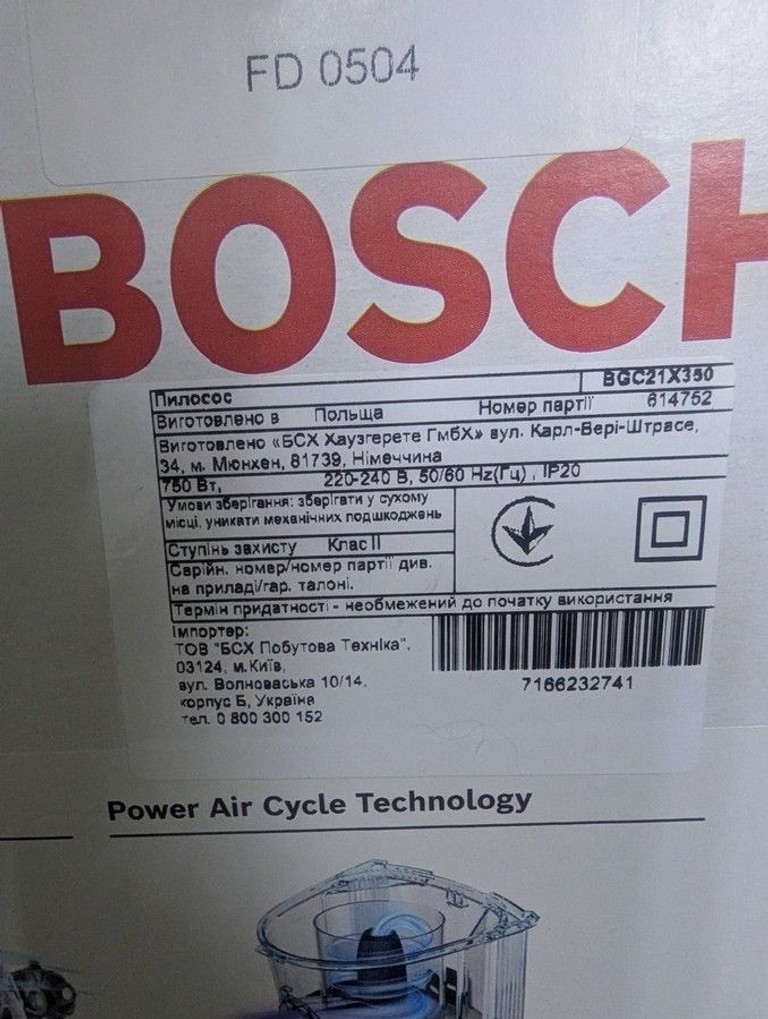 FD 0504
BOSCH
Пилосос BGC21X350
Виготовлено в Польща Номер партії 614752
Виготовлено «БСХ Хаузгерете ГмбХ» вул. Карл-Вері-Штрасе,
34, м. Мюнхен, 81739, Німеччина
750 Вт, 220-240 В, 50/60 Hz(Гц) , IP20
Умови зберігання: зберігати у сухому
місці, уникати механічних подшкоджень
Ступінь захисту Клас II
Серійн. номер/номер партії див.
на приладі/гар. талоні.
Термін придатності - необмежений до початку використання
Імпортер:
ТОВ "БСХ Побутова Техніка",
03124, м.Київ,
вул. Волноваська 10/14.
корпус Б, Україна
тел. 0 800 300 152
7166232741
Power Air Cycle Technology